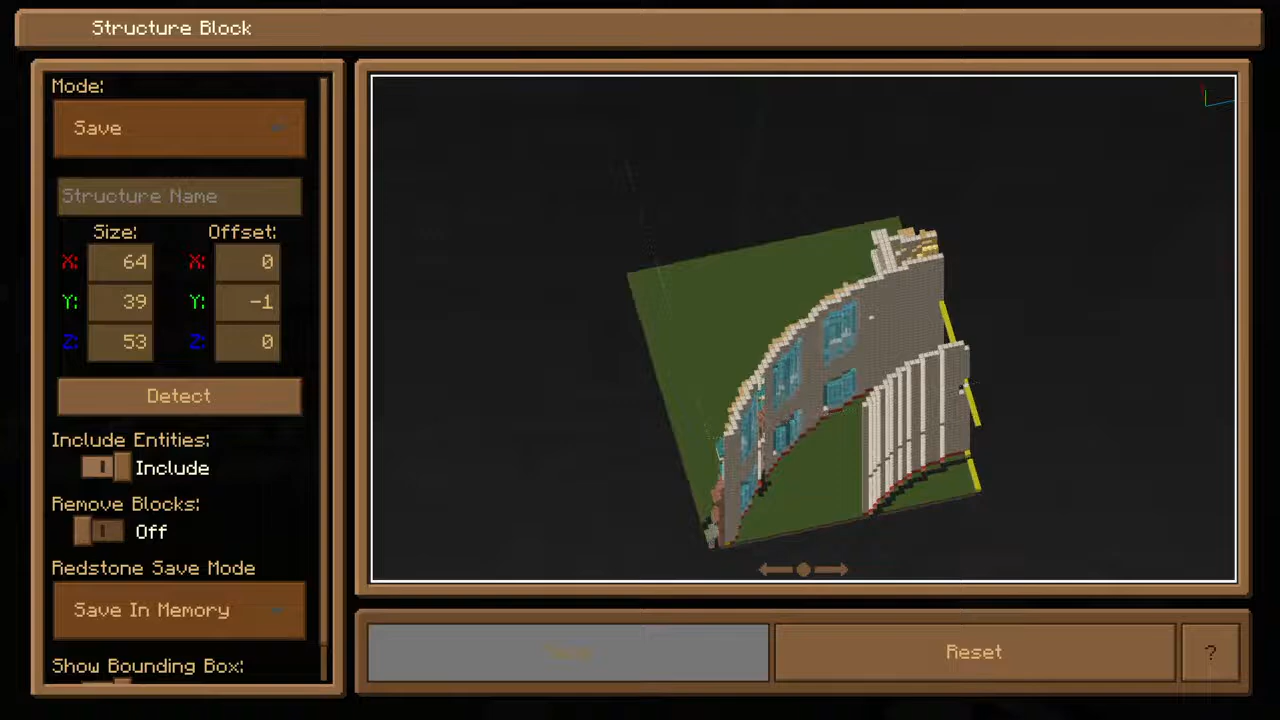 Structure Block
Mode:
Save
Structure Name
Size: Offset:
X: 64 X: 0
Y: 39 Y: -1
Z: 53 Z: 0
Detect
Include Entities:
Include
Remove Blocks:
Off
Redstone Save Mode
Save In Memory
Show Bounding Box:
Reset
?